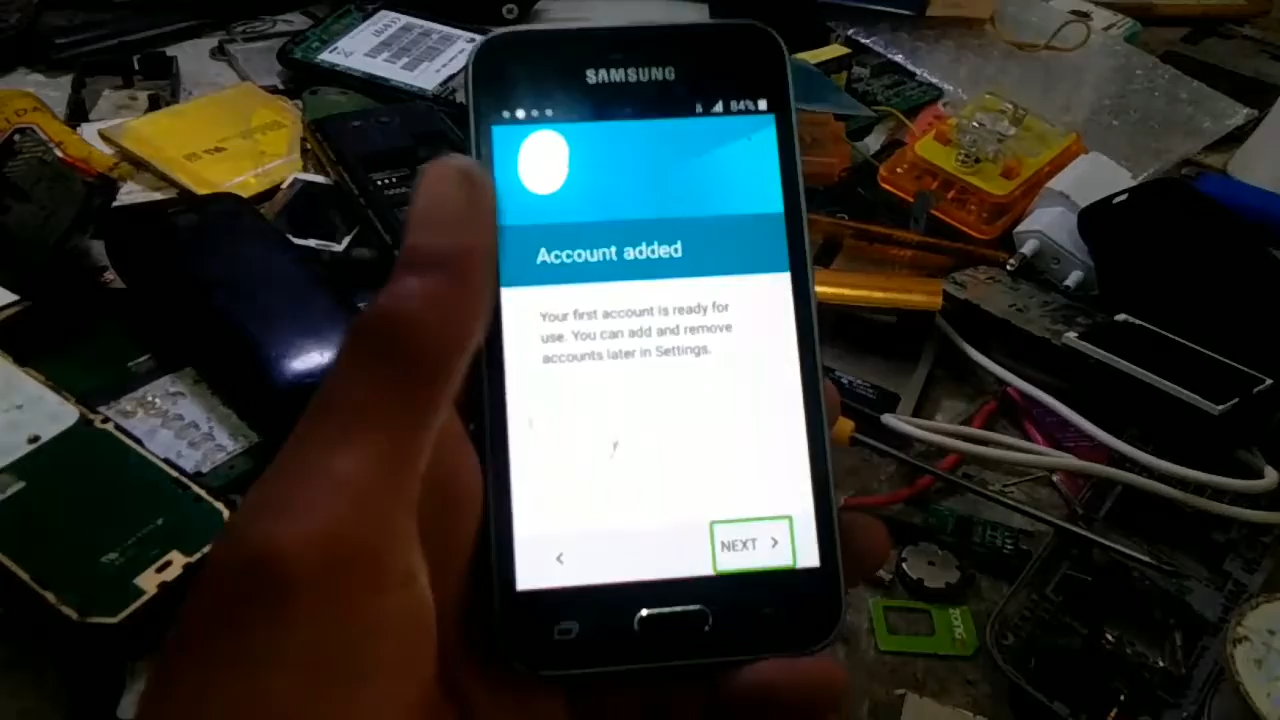 SAMSUNG
84%
Account added
Your first account is ready for
use. You can add and remove
accounts later in Settings.
NEXT
zong